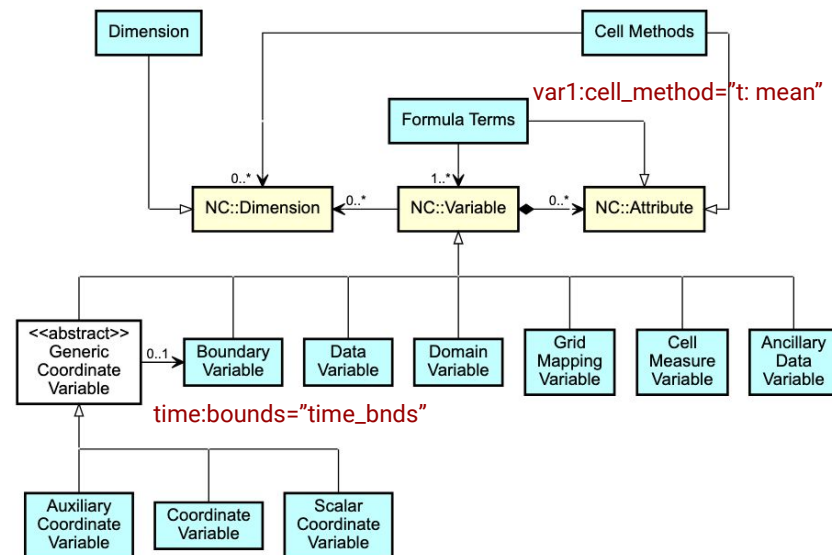 Dimension
Cell Methods
var1:cell_method=”t: mean”
Formula Terms
0..*
1..*
NC::Dimension
0..*
NC::Variable
0..*
NC::Attribute
<<abstract>>
Generic
Coordinate
Variable
0..1
Boundary
Variable
Data
Variable
Domain
Variable
Grid
Mapping
Variable
Cell
Measure
Variable
Ancillary
Data
Variable
time:bounds=”time_bnds”
Auxiliary
Coordinate
Variable
Coordinate
Variable
Scalar
Coordinate
Variable